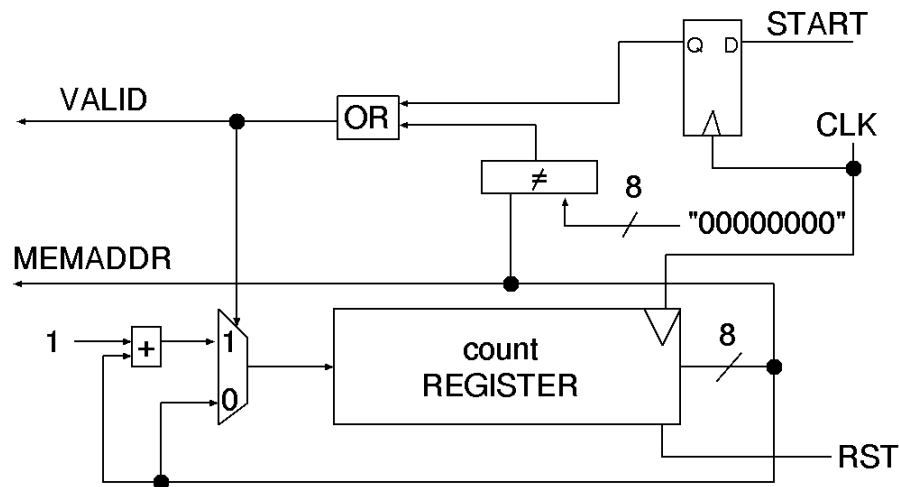 START
Q D
VALID
OR
CLK
≠
8
"00000000"
MEMADDR
1
+
1
0
count
REGISTER
8
RST